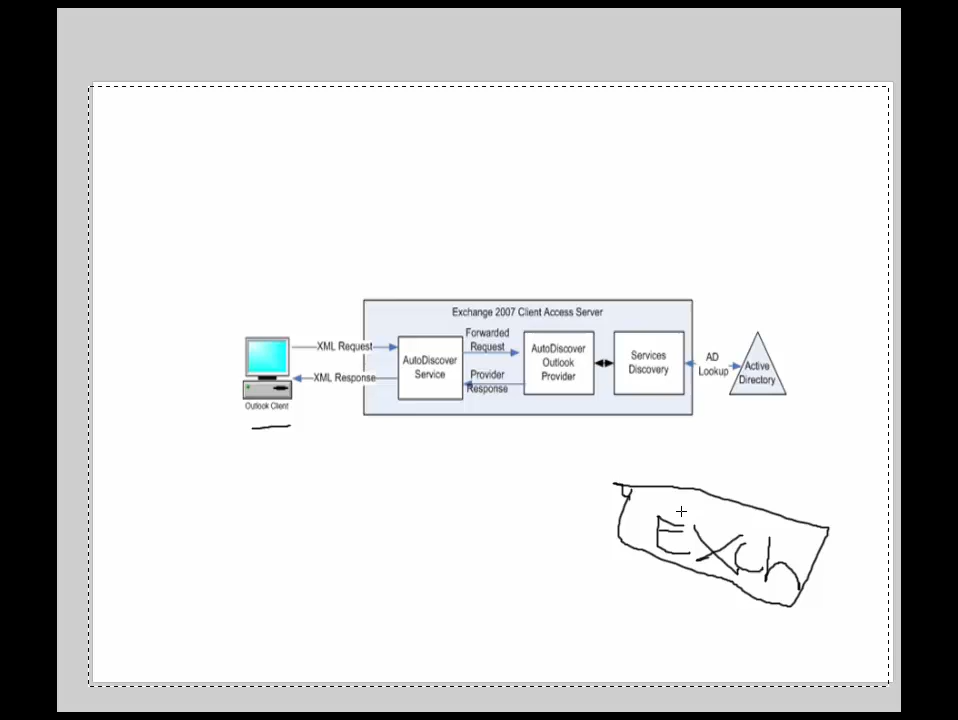 Exchange 2007 Client Access Server
Forwarded
Request
XML Request
XML Response
AutoDiscover
Service
Provider
Response
AutoDiscover
Outlook
Provider
Services
Discovery
AD
Lookup
Active
Directory
Outlook Client
Exch